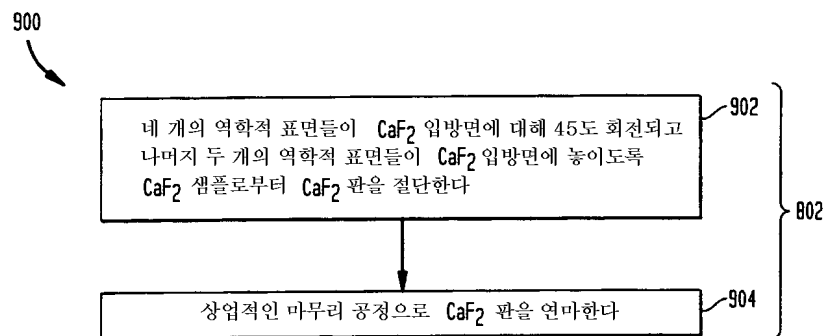 900
네 개의 역학적 표면들이 CaF2 입방면에 대해 45도 회전되고
나머지 두 개의 역학적 표면들이 CaF2 입방면에 놓이도록
CaF2 샘플로부터 CaF2 판을 절단한다
902
802
상업적인 마무리 공정으로 CaF2 판을 연마한다
904